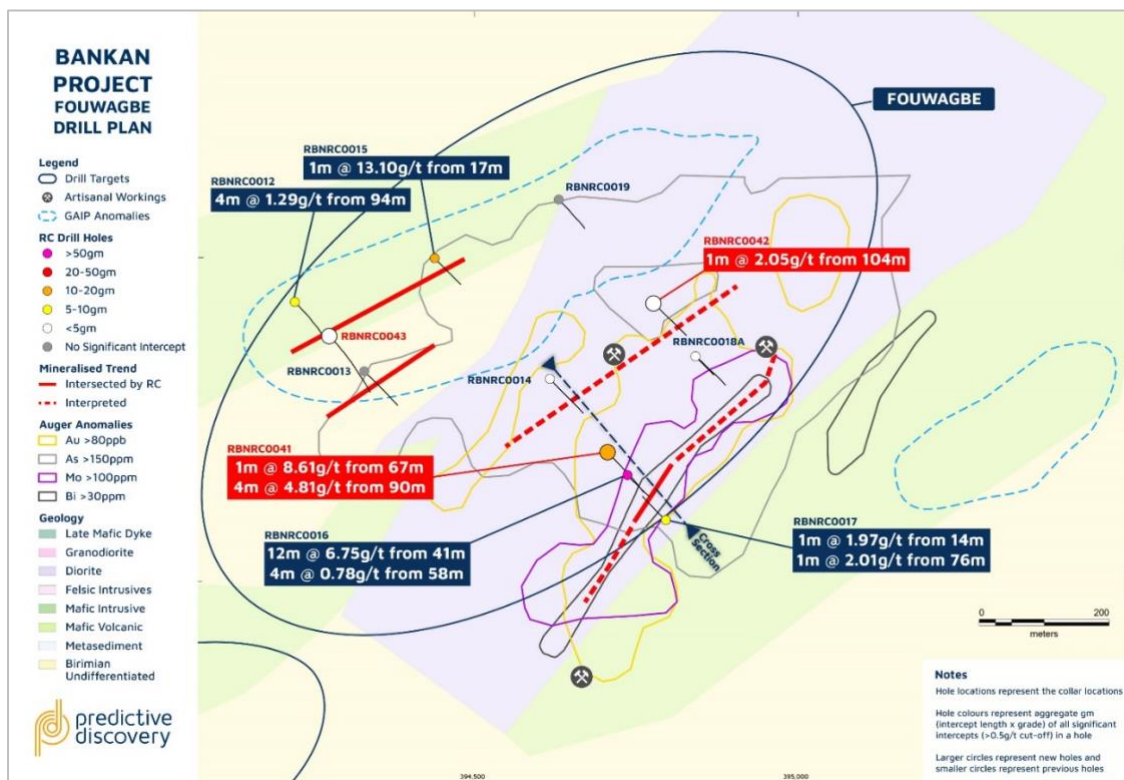 BANKAN
PROJECT
FOUWAGBE
DRILL PLAN
Legend
Drill Targets
Artisanal Workings
GAIP Anomalies
RC Drill Holes
>50gm
20-50gm
10-20gm
5-10gm
<5gm
No Significant Intercept
Mineralised Trend
Intersected by RC
Interpreted
Auger Anomalies
Au >80ppb
As >150ppm
Mo >100ppm
Bi >30ppm
Geology
Late Mafic Dyke
Granodiorite
Diorite
Felsic Intrusives
Mafic Intrusive
Mafic Volcanic
Metasediment
Birimian
Undifferentiated
predictive
discovery
FOUWAGBE
RBNRC0015
1m @ 13.10g/t from 17m
RBNRC0012
4m @ 1.29g/t from 94m
RBNRC0019
RBNRC0042
1m @ 2.05g/t from 104m
RBNRC0043
RBNRC0018A
RBNRC0013
RBNRC0014
RBNRC0041
1m @ 8.61g/t from 67m
4m @ 4.81g/t from 90m
RBNRC0016
12m @ 6.75g/t from 41m
4m @ 0.78g/t from 58m
Cross
Section
RBNRC0017
1m @ 1.97g/t from 14m
1m @ 2.01g/t from 76m
0 200
meters
Notes
Hole locations represent the collar locations
Hole colours represent aggregate gm
(intercept length x grade) of all significant
intercepts (>0.5g/t cut-off) in a hole
Larger circles represent new holes and
smaller circles represent previous holes
394,500 395,000